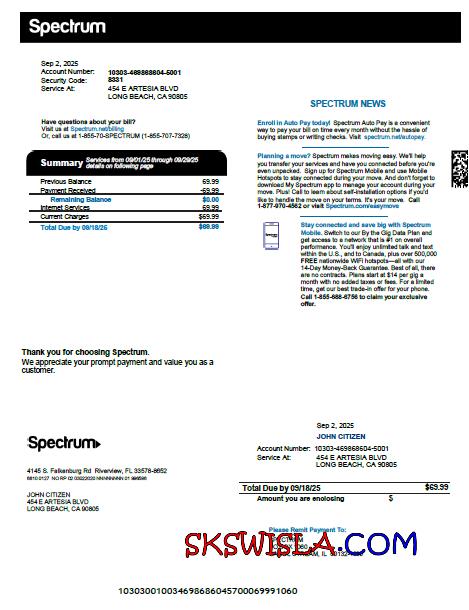 Spectrum
Sep 2, 2025
Account Number: 10303-469868604-5001
Security Code: 8331
Service At: 454 E ARTESIA BLVD
LONG BEACH, CA 90805
Have questions about your bill?
Visit us at Spectrum.net/billing
Or, call us at 1-855-70-SPECTRUM (1-855-707-7328)
Summary Services from 09/01/25 through 09/29/25
details on following page
Previous Balance 69.99
Payment Received -69.99
Remaining Balance $0.00
Internet Services 69.99
Current Charges $69.99
Total Due by 09/18/25 $69.99
SPECTRUM NEWS
Enroll in Auto Pay today! Spectrum Auto Pay is a convenient
way to pay your bill on time every month without the hassle of
buying stamps or writing checks. Visit spectrum.net/autopay.
Planning a move? Spectrum makes moving easy. We'll help
you transfer your services and have you connected before you're
even unpacked. Sign up for Spectrum Mobile and use Mobile
Hotspots to stay connected during your move. And don't forget to
download My Spectrum app to manage your account during your
move. Plus! Call to learn about self-installation options if you'd
like to handle the move on your terms. It's your move. Call
1-877-970-4562 or visit Spectrum.com/easymove
Stay connected and save big with Spectrum
Mobile. Switch to our By the Gig Data Plan and
get access to a network that is #1 on overall
performance. You'll enjoy unlimited talk and text
within the U.S., and to Canada, plus over 500,000
FREE nationwide WiFi hotspots—all with our
14-Day Money-Back Guarantee. Best of all, there
are no contracts. Plans start at $14 per gig a
month with no added taxes or fees. For a limited
time, get our best trade-in offer for your phone.
Call 1-855-688-6756 to claim your exclusive
offer.
Thank you for choosing Spectrum.
We appreciate your prompt payment and value you as a
customer.
Spectrum
4145 S. Falkenburg Rd Riverview, FL 33578-8652
JOHN CITIZEN
454 E ARTESIA BLVD
LONG BEACH, CA 90805
Sep 2, 2025
JOHN CITIZEN
Account Number: 10303-469868604-5001
Service At: 454 E ARTESIA BLVD
LONG BEACH, CA 90805
Total Due by 09/18/25 $69.99
Amount you are enclosing $
Please Remit Payment To:
SPECTRUM
SKSWISLA.COM
103030010034698686045700699910​60